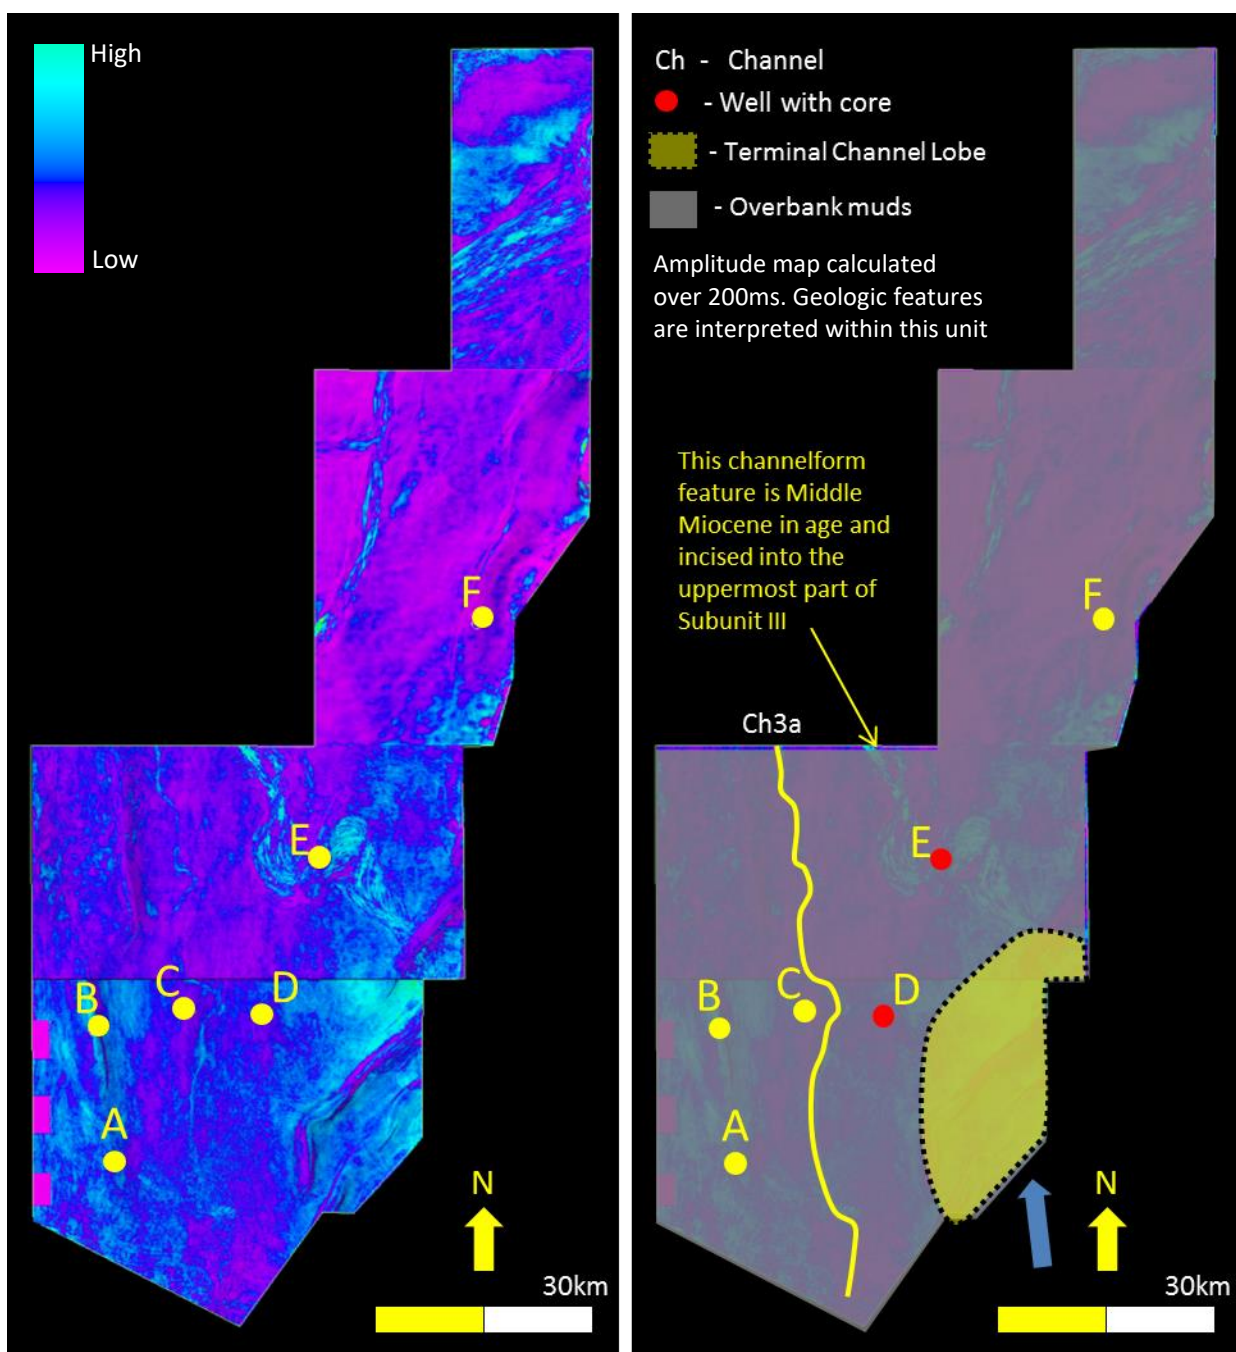 High
Low
F
E
B
C
D
A
N
30km
Ch - Channel
- Well with core
- Terminal Channel Lobe
- Overbank muds
Amplitude map calculated
over 200ms. Geologic features
are interpreted within this unit
This channelform
feature is Middle
Miocene in age and
incised into the
uppermost part of
Subunit III
F
Ch3a
E
B
C
D
A
N
30km